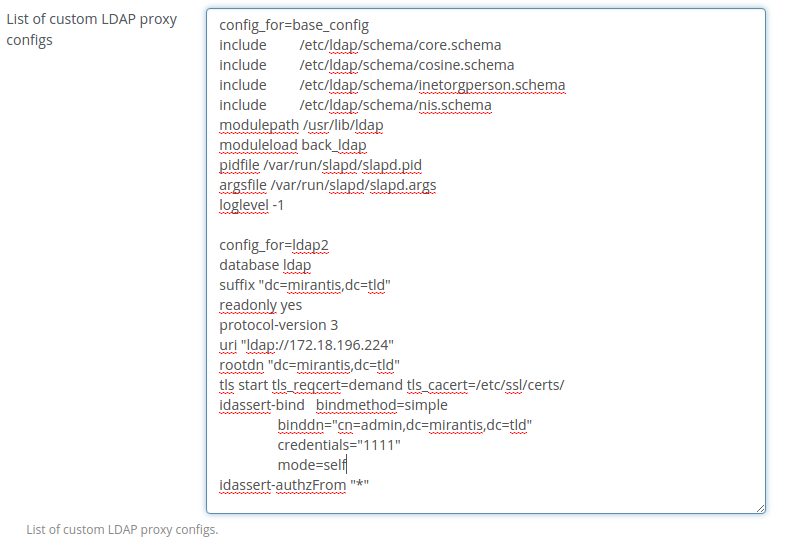 List of custom LDAP proxy
configs
config_for=base_config
include /etc/ldap/schema/core.schema
include /etc/ldap/schema/cosine.schema
include /etc/ldap/schema/inetorgperson.schema
include /etc/ldap/schema/nis.schema
modulepath /usr/lib/ldap
moduleload back_ldap
pidfile /var/run/slapd/slapd.pid
argsfile /var/run/slapd/slapd.args
loglevel -1
config_for=ldap2
database ldap
suffix "dc=mirantis,dc=tld"
readonly yes
protocol-version 3
uri "ldap://172.18.196.224"
rootdn "dc=mirantis,dc=tld"
tls start tls_reqcert=demand tls_cacert=/etc/ssl/certs/
idassert-bind bindmethod=simple
binddn="cn=admin,dc=mirantis,dc=tld"
credentials="1111"
mode=self
idassert-authzFrom "*"
List of custom LDAP proxy configs.